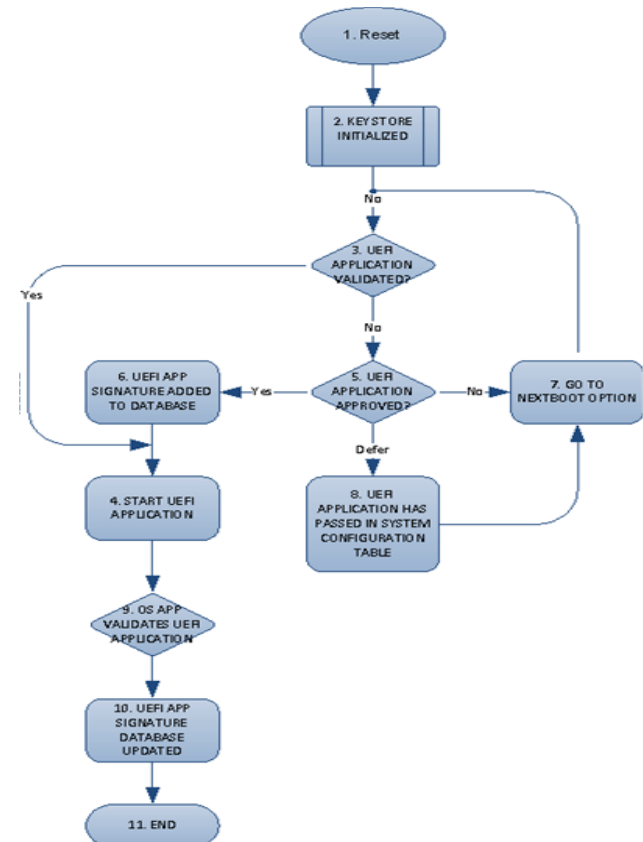 1. Reset
2. KEYSTORE
INITIALIZED
No
3. UEFI
APPLICATION
VALIDATED?
Yes
No
6. UEFI APP
SIGNATURE ADDED
TO DATABASE
Yes
5. UEFI
APPLICATION
APPROVED?
No
7. GO TO
NEXTBOOT OPTION
Defer
4. START UEFI
APPLICATION
8. UEFI
APPLICATION HAS
PASSED IN SYSTEM
CONFIGURATION
TABLE
9. OS APP
VALIDATES UEFI
APPLICATION
10. UEFI APP
SIGNATURE
DATABASE
UPDATED
11. END